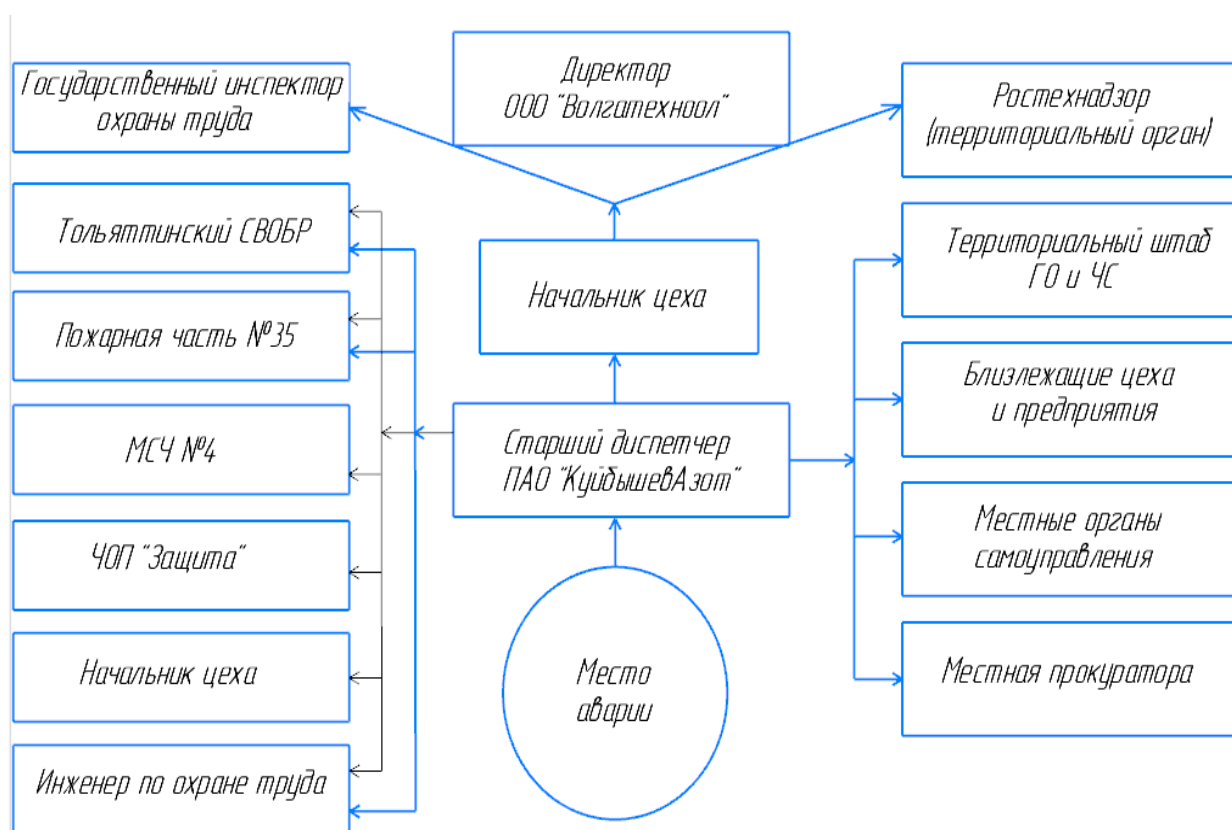 Директор
ООО "Волгатехноол"
Государственный инспектор
охраны труда
Ростехнадзор
(территориальный орган)
Тольяттинский СВОБР
Начальник цеха
Территориальный штаб
ГО и ЧС
Пожарная часть №35
Близлежащие цеха
и предприятия
МСЧ №4
Старший диспетчер
ПАО "КуйбышевАзот"
Местные органы
самоуправления
ЧОП "Защита"
Начальник цеха
Место
аварии
Местная прокуратора
Инженер по охране труда